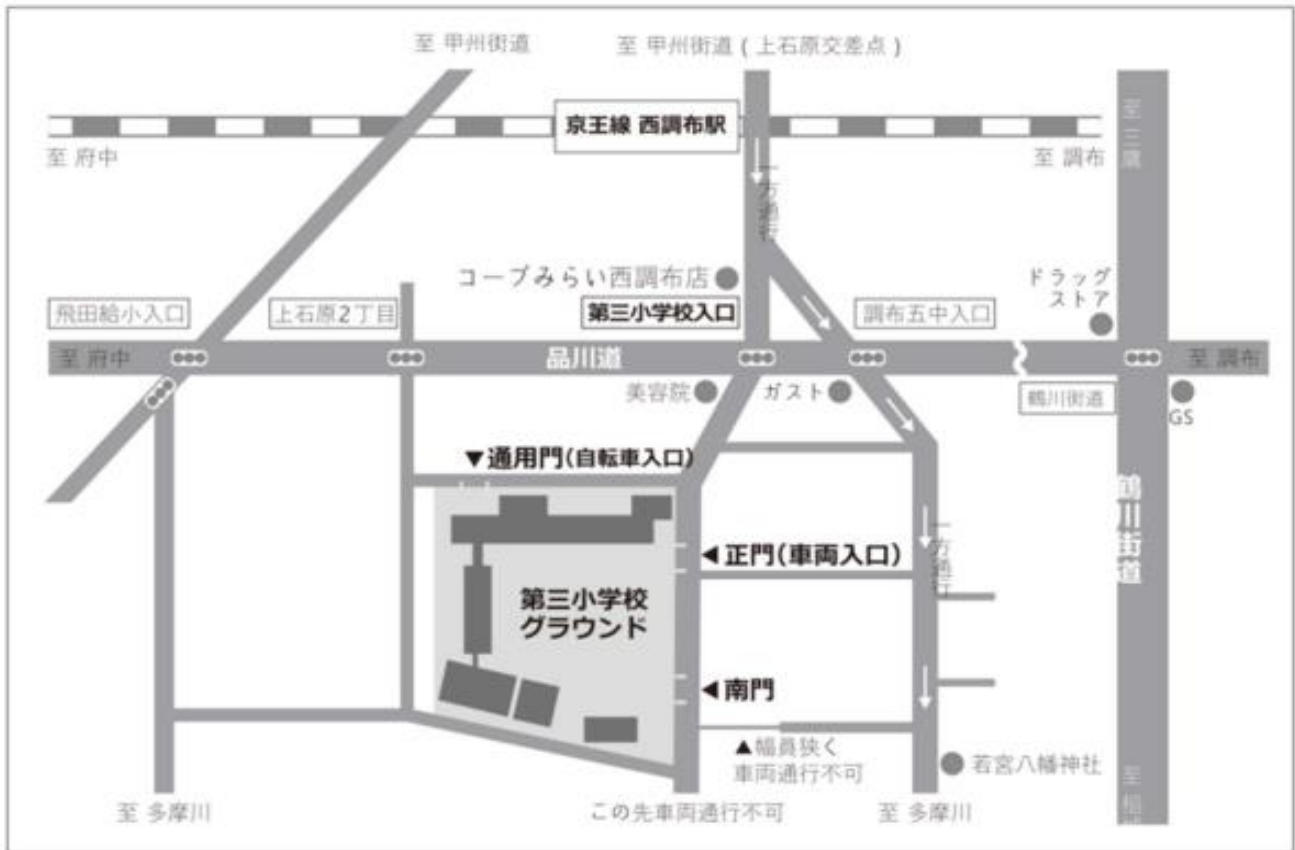 至 甲州街道
至 甲州街道 ( 上石原交差点 )
京王線 西調布駅
至 府中
至 調布
至 三鷹
一方通行
コープみらい西調布店
ドラッグ
ストア
飛田給小入口
上石原2丁目
第三小学校入口
調布五中入口
至 府中
品川道
至 調布
美容院
ガスト
鶴川街道
GS
▼通用門(自転車入口)
鶴川街道
◀正門(車両入口)
一方通行
第三小学校
グラウンド
◀南門
▲幅員狭く
車両通行不可
若宮八幡神社
至 多摩川
この先車両通行不可
至 多摩川
至